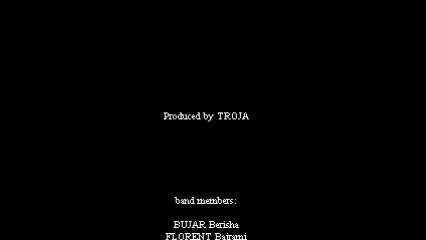 Produced by TROJA
band members:
BUJAR Berisha
FLORENT Bajrami